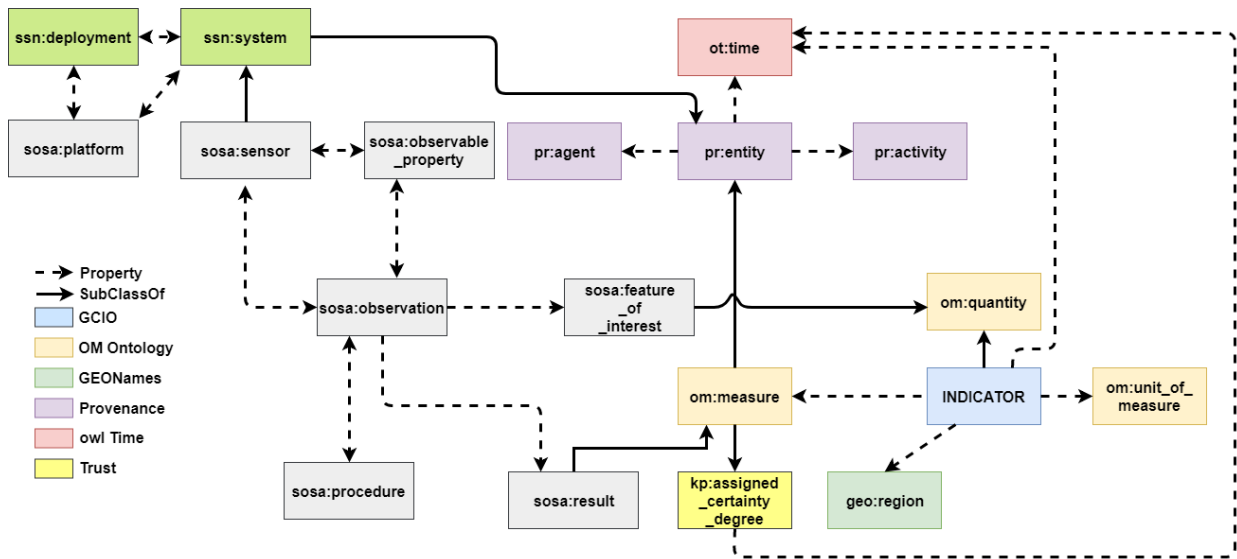 ssn:deployment
ssn:system
ot:time
sosa:platform
sosa:sensor
sosa:observable
_property
pr:agent
pr:entity
pr:activity
Property
SubClassOf
GCIO
OM Ontology
GEONames
Provenance
owl Time
Trust
sosa:observation
sosa:feature
_of
_interest
om:quantity
om:measure
INDICATOR
om:unit_of_
measure
sosa:procedure
sosa:result
kp:assigned
_certainty
_degree
geo:region